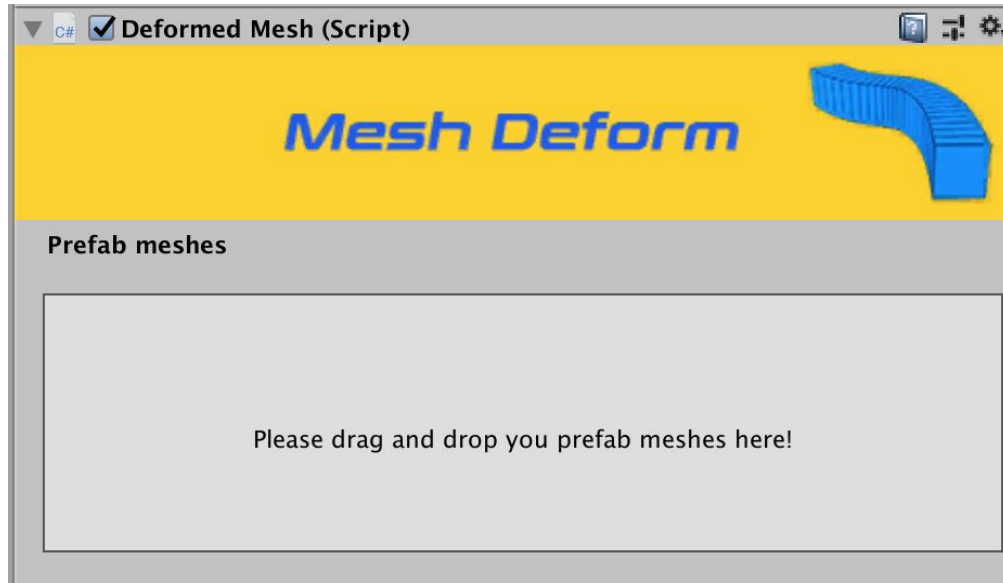 C# Deformed Mesh (Script)
Mesh Deform
Prefab meshes
Please drag and drop you prefab meshes here!